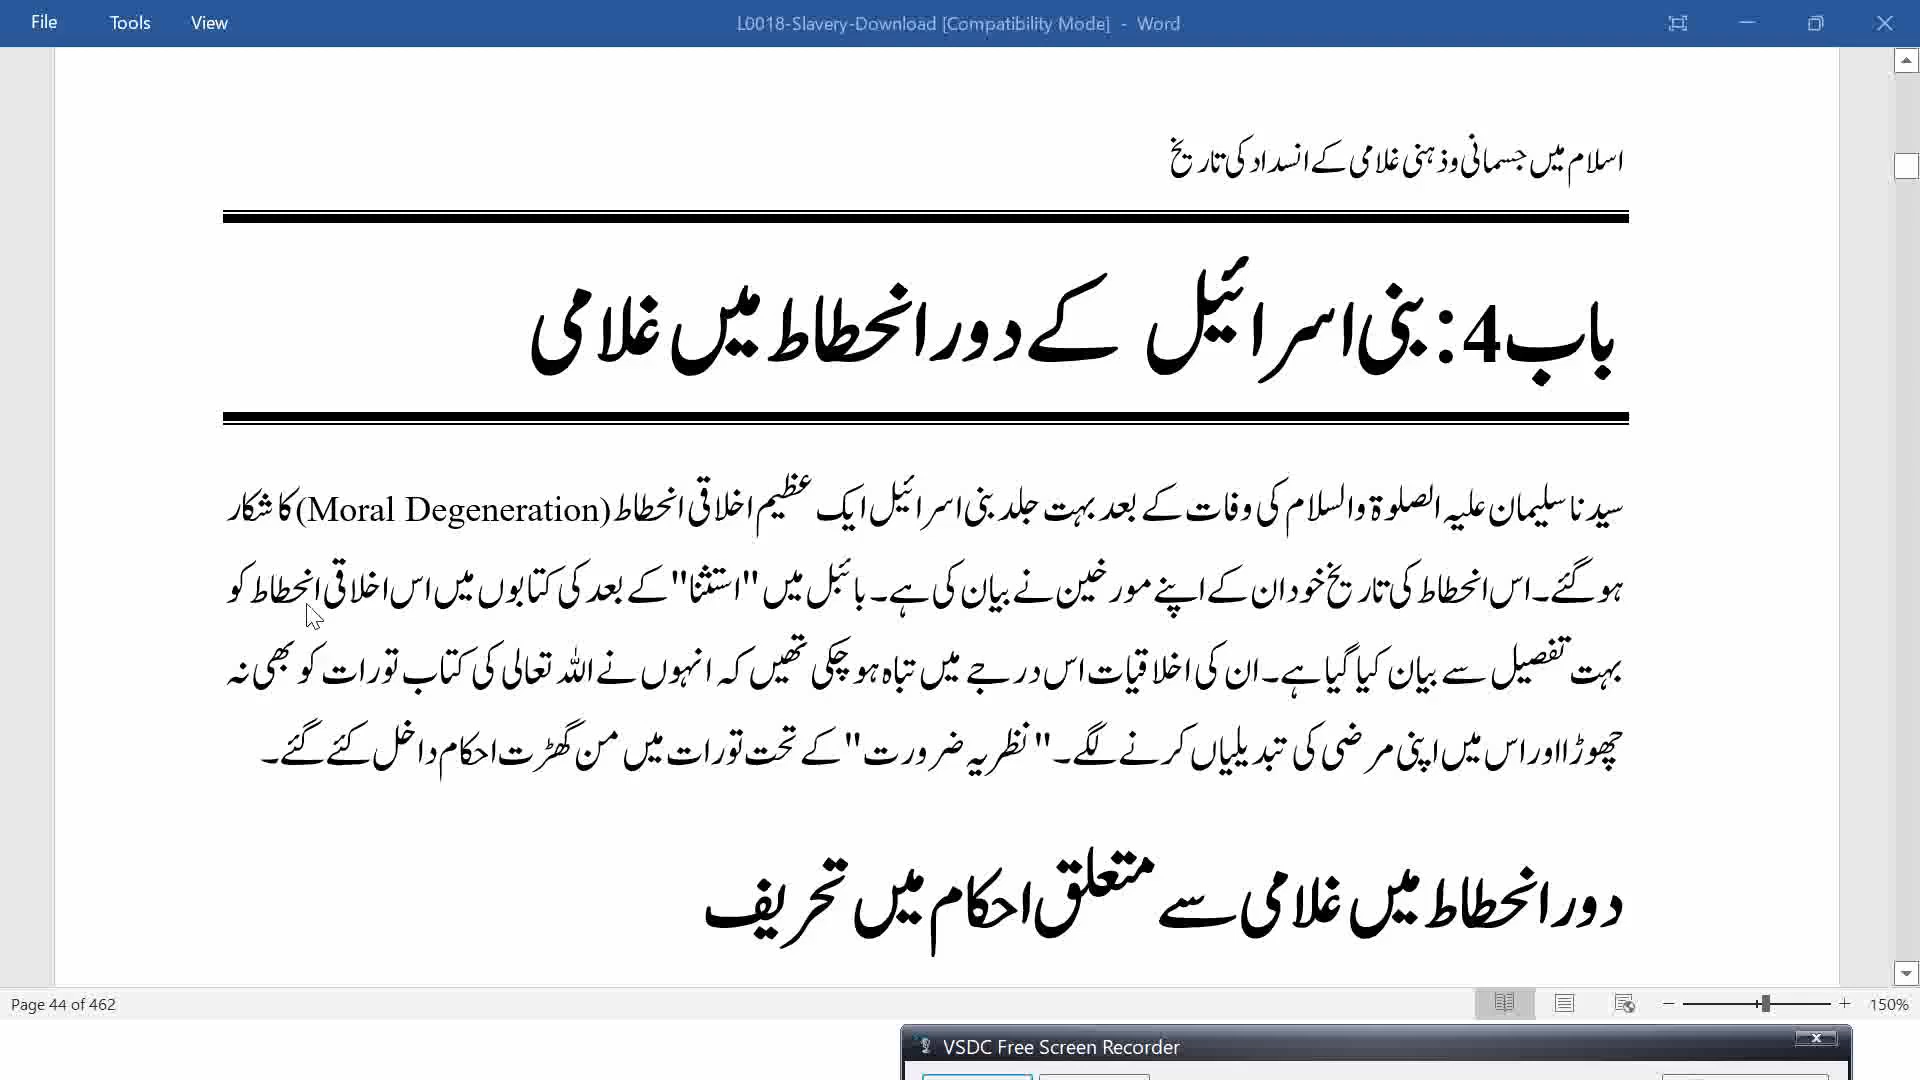 File Tools View L0018-Slavery-Download [Compatibility Mode] - Word
اسلام میں جسمانی و ذہنی غلامی کے انسداد کی تاریخ
باب 4: بنی اسرائیل کے دور انحطاط میں غلامی
سیدنا سلیمان علیہ الصلوۃ والسلام کی وفات کے بعد بہت جلد بنی اسرائیل ایک عظیم اخلاقی انحطاط (Moral Degeneration) کا شکار
ہو گئے۔ اس انحطاط کی تاریخ خود ان کے اپنے مورخین نے بیان کی ہے۔ بائبل میں "استثنا" کے بعد کی کتابوں میں اس اخلاقی انحطاط کو
بہت تفصیل سے بیان کیا گیا ہے۔ ان کی اخلاقیات اس درجے میں تباہ ہو چکی تھیں کہ انہوں نے اللہ تعالی کی کتاب تورات کو بھی نہ
چھوڑا اور اس میں اپنی مرضی کی تبدیلیاں کرنے لگے۔ "نظریہ ضرورت" کے تحت تورات میں من گھڑت احکام داخل کئے گئے۔
دور انحطاط میں غلامی سے متعلق احکام میں تحریف
Page 44 of 462 150%
VSDC Free Screen Recorder